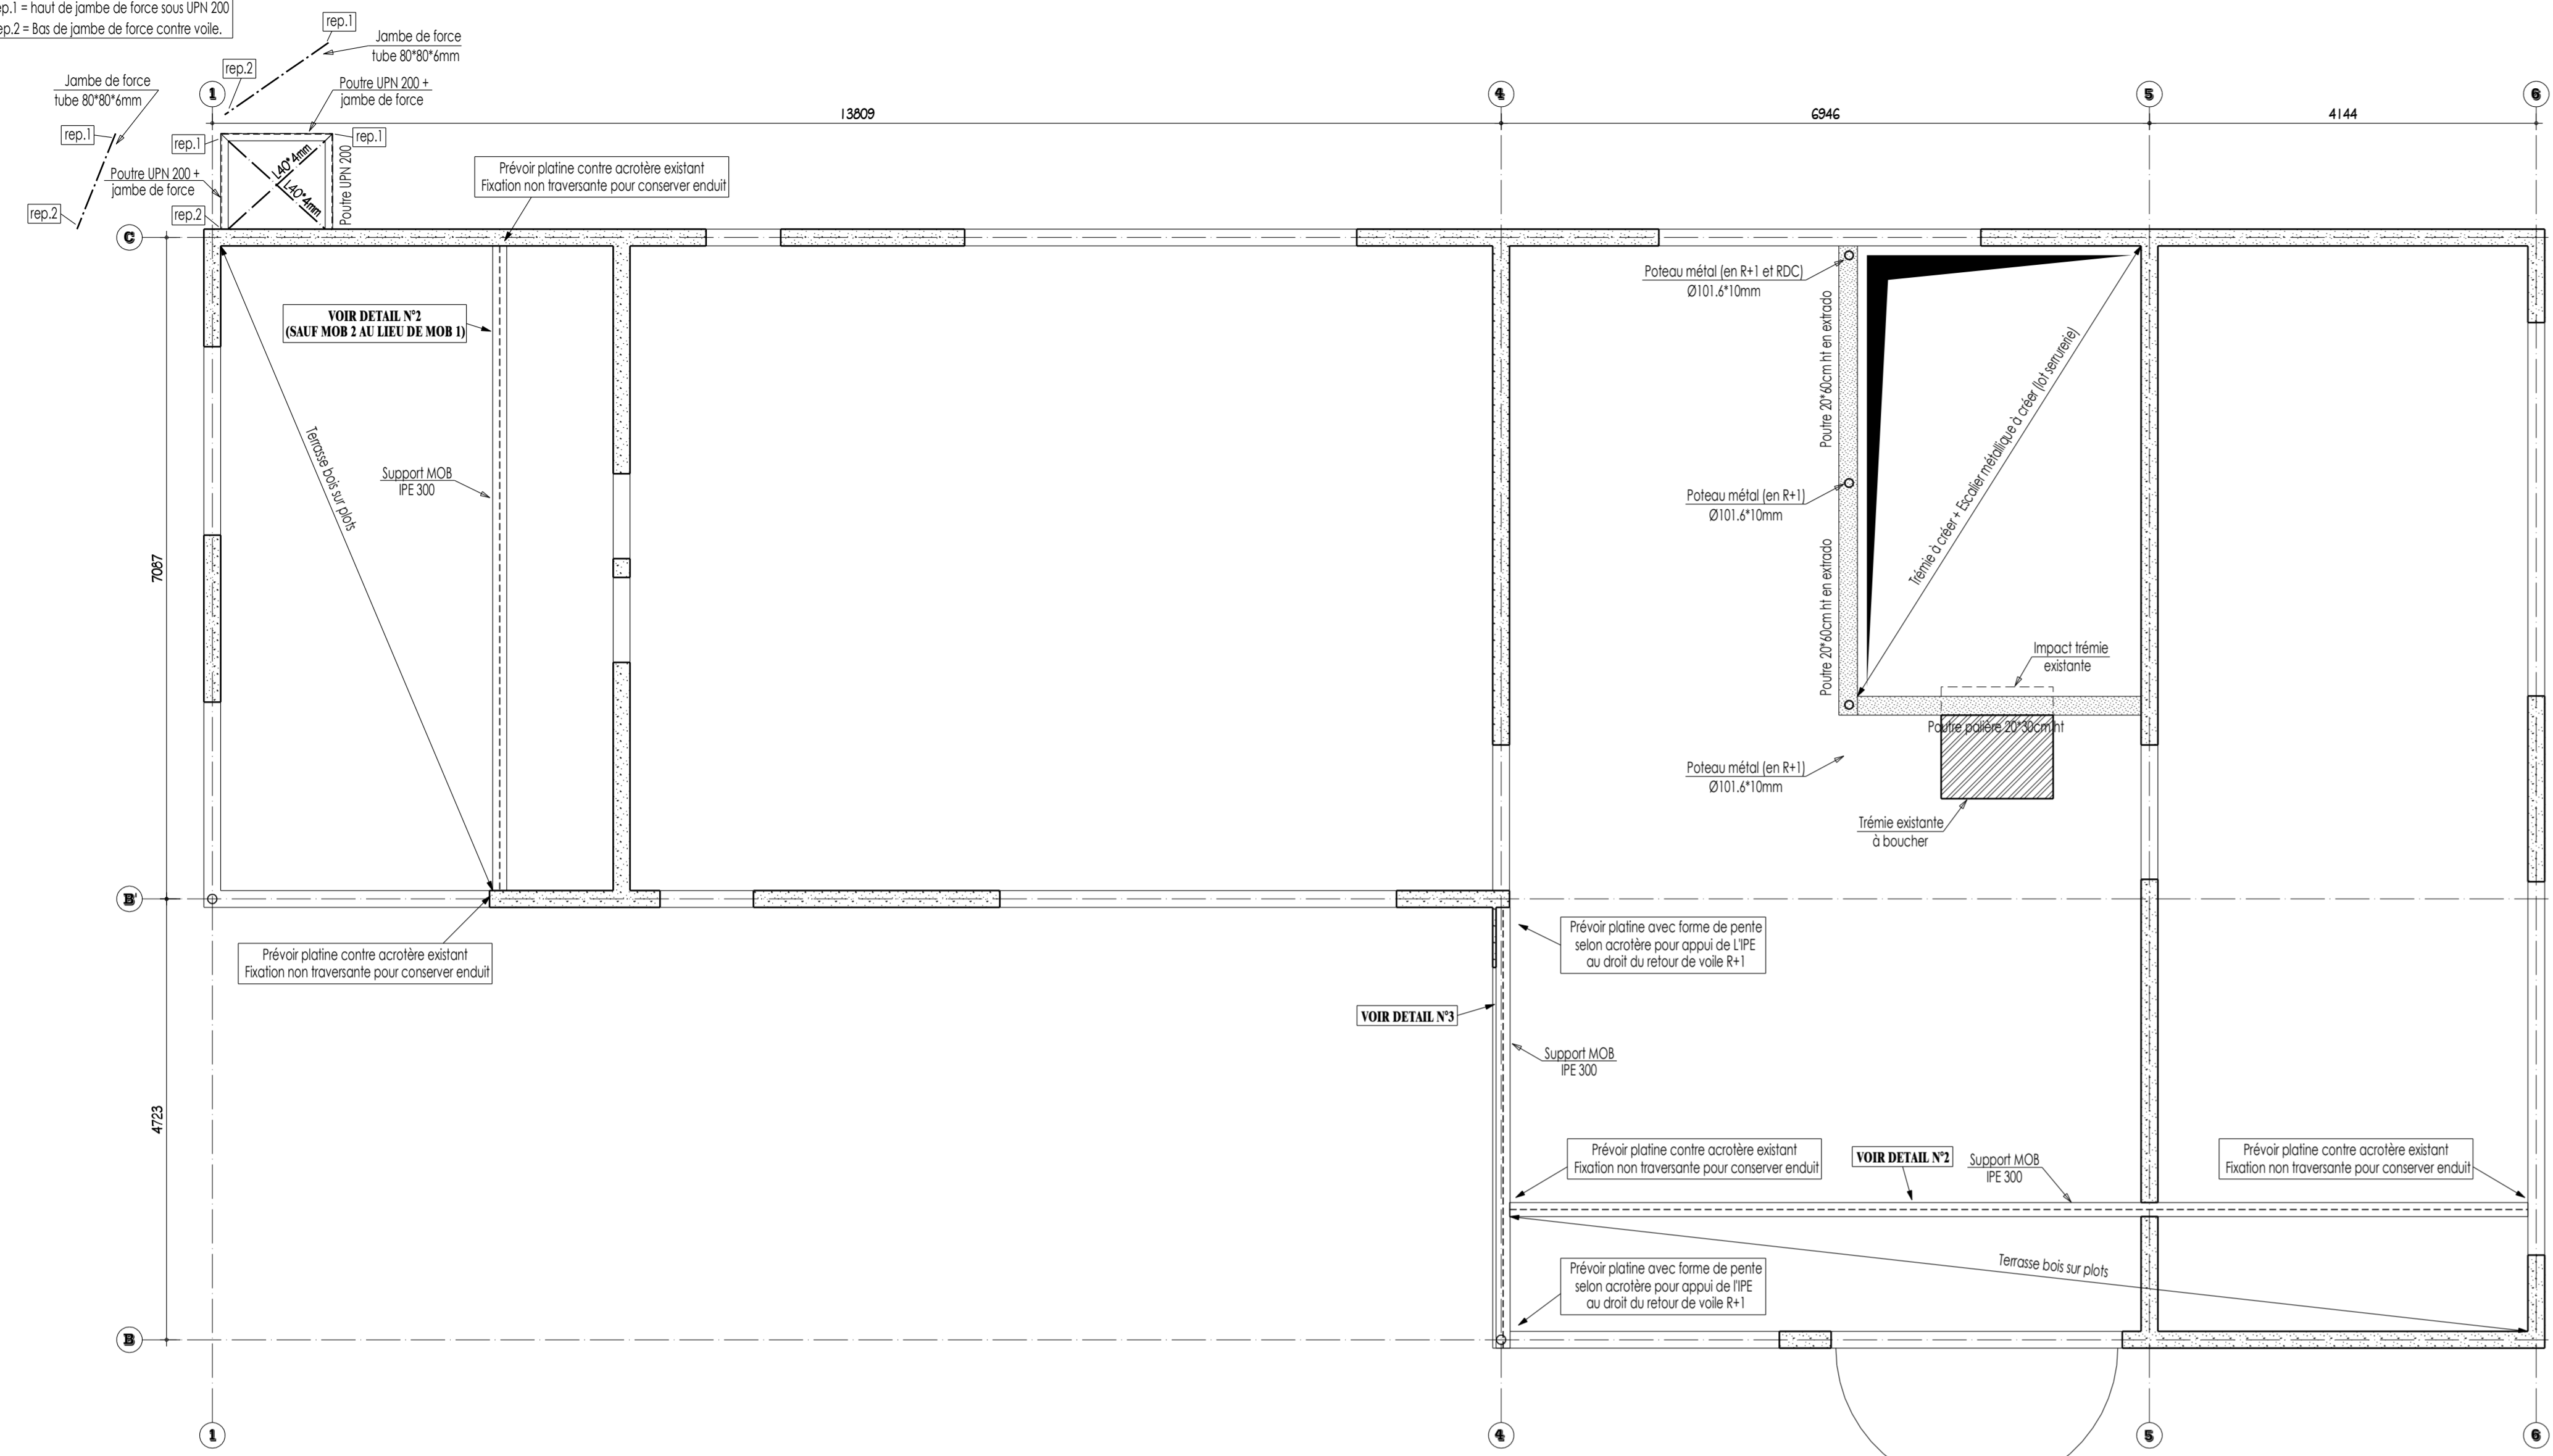 ep.1 = haut de jambe de force sous UPN 200
ep.2 = Bas de jambe de force contre voile.
rep.1
Jambe de force
tube 80*80*6mm
rep.2
Jambe de force
tube 80*80*6mm
Poutre UPN 200 +
jambe de force
1
4
5
6
13809
6946
4144
rep.1
rep.1
rep.1
L40*4mm
L40*4mm
Poutre UPN 200
Poutre UPN 200 +
jambe de force
rep.2
rep.2
Prévoir platine contre acrotère existant
Fixation non traversante pour conserver enduit
C
Poteau métal (en R+1 et RDC)
Ø101.6*10mm
VOIR DETAIL N°2
(SAUF MOB 2 AU LIEU DE MOB 1)
Poutre 20*60cm ht en extrado
Trémie à créer + Escalier métallique à créer (lot serrurerie)
Terrasse bois sur plots
Support MOB
IPE 300
Poteau métal (en R+1)
Ø101.6*10mm
7087
Poutre 20*60cm ht en extrado
Impact trémie
existante
Poutre palière 20*30cm ht
Poteau métal (en R+1)
Ø101.6*10mm
Trémie existante
à boucher
B'
Prévoir platine contre acrotère existant
Fixation non traversante pour conserver enduit
Prévoir platine avec forme de pente
selon acrotère pour appui de L'IPE
au droit du retour de voile R+1
VOIR DETAIL N°3
Support MOB
IPE 300
4723
Prévoir platine contre acrotère existant
Fixation non traversante pour conserver enduit
VOIR DETAIL N°2
Support MOB
IPE 300
Prévoir platine contre acrotère existant
Fixation non traversante pour conserver enduit
Terrasse bois sur plots
Prévoir platine avec forme de pente
selon acrotère pour appui de l'IPE
au droit du retour de voile R+1
B
1
4
5
6